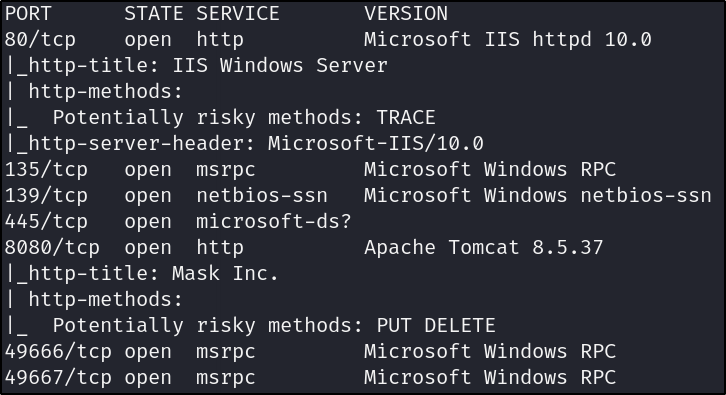 PORT STATE SERVICE VERSION
80/tcp open http Microsoft IIS httpd 10.0
|_http-title: IIS Windows Server
| http-methods:
|_ Potentially risky methods: TRACE
|_http-server-header: Microsoft-IIS/10.0
135/tcp open msrpc Microsoft Windows RPC
139/tcp open netbios-ssn Microsoft Windows netbios-ssn
445/tcp open microsoft-ds?
8080/tcp open http Apache Tomcat 8.5.37
|_http-title: Mask Inc.
| http-methods:
|_ Potentially risky methods: PUT DELETE
49666/tcp open msrpc Microsoft Windows RPC
49667/tcp open msrpc Microsoft Windows RPC